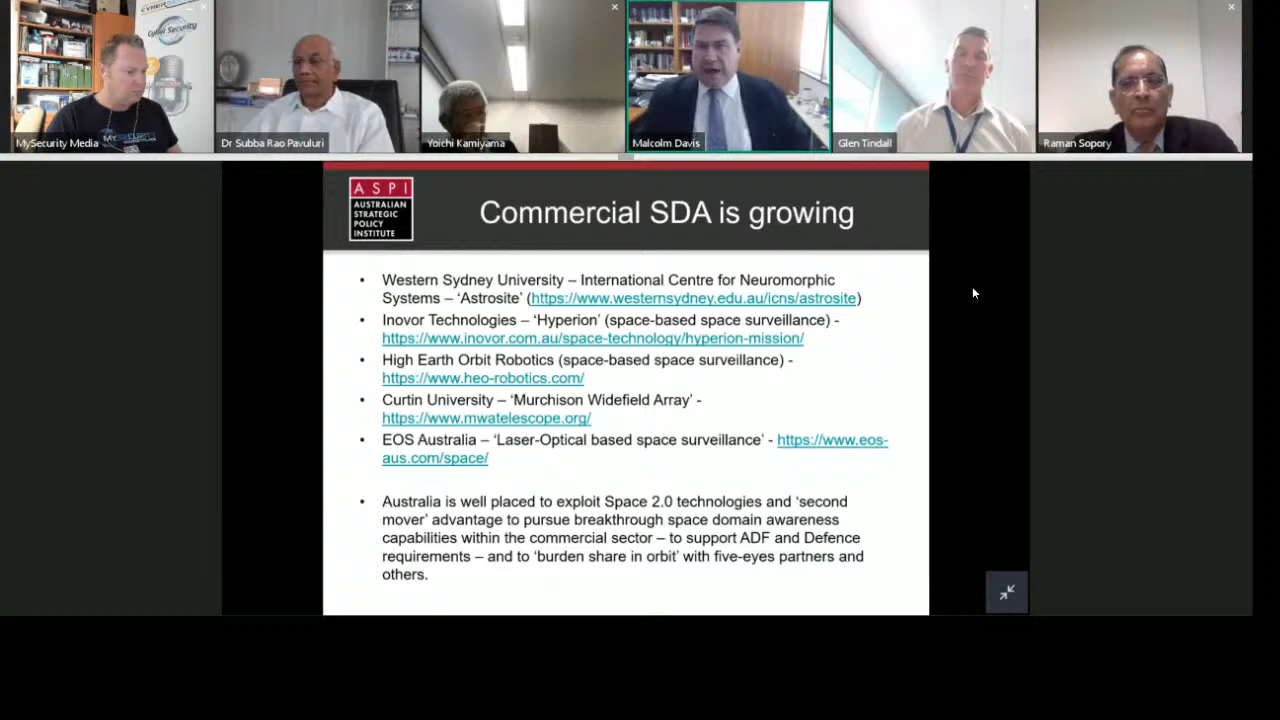 MySecurity Media
Dr Subba Rao Pavuluri
Yoichi Kamiyama
Malcolm Davis
Glen Tindall
Raman Sopory
ASPI
AUSTRALIAN
STRATEGIC
POLICY
INSTITUTE
Commercial SDA is growing
• Western Sydney University – International Centre for Neuromorphic
Systems – ‘Astrosite’ (https://www.westernsydney.edu.au/icns/astrosite)
• Inovor Technologies – ‘Hyperion’ (space-based space surveillance) -
https://www.inovor.com.au/space-technology/hyperion-mission/
• High Earth Orbit Robotics (space-based space surveillance) -
https://www.heo-robotics.com/
• Curtin University – ‘Murchison Widefield Array’ -
https://www.mwatelescope.org/
• EOS Australia – ‘Laser-Optical based space surveillance’ - https://www.eos-
aus.com/space/
• Australia is well placed to exploit Space 2.0 technologies and ‘second
mover’ advantage to pursue breakthrough space domain awareness
capabilities within the commercial sector – to support ADF and Defence
requirements – and to ‘burden share in orbit’ with five-eyes partners and
others.